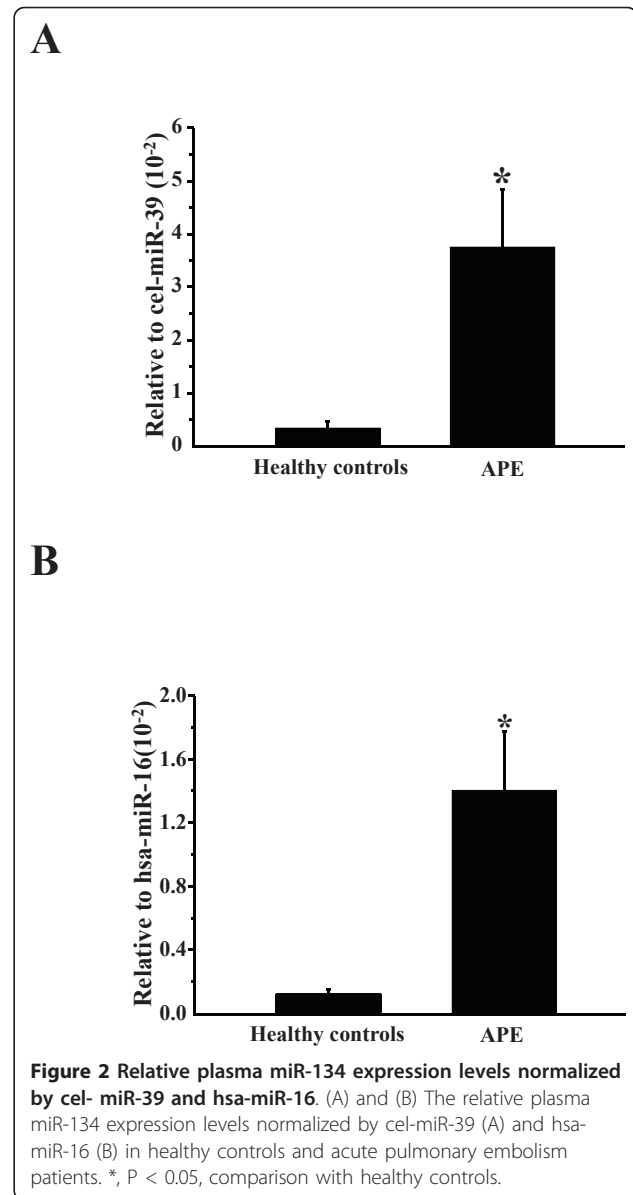 A
Relative to cel-miR-39 (10-2)
6
5
4
3
2
1
0
*
Healthy controls
APE
B
Relative to hsa-miR-16(10-2)
2.0
1.6
1.2
0.8
0.4
0.0
*
Healthy controls
APE
Figure 2 Relative plasma miR-134 expression levels normalized
by cel- miR-39 and hsa-miR-16. (A) and (B) The relative plasma
miR-134 expression levels normalized by cel-miR-39 (A) and hsa-
miR-16 (B) in healthy controls and acute pulmonary embolism
patients. *, P < 0.05, comparison with healthy controls.